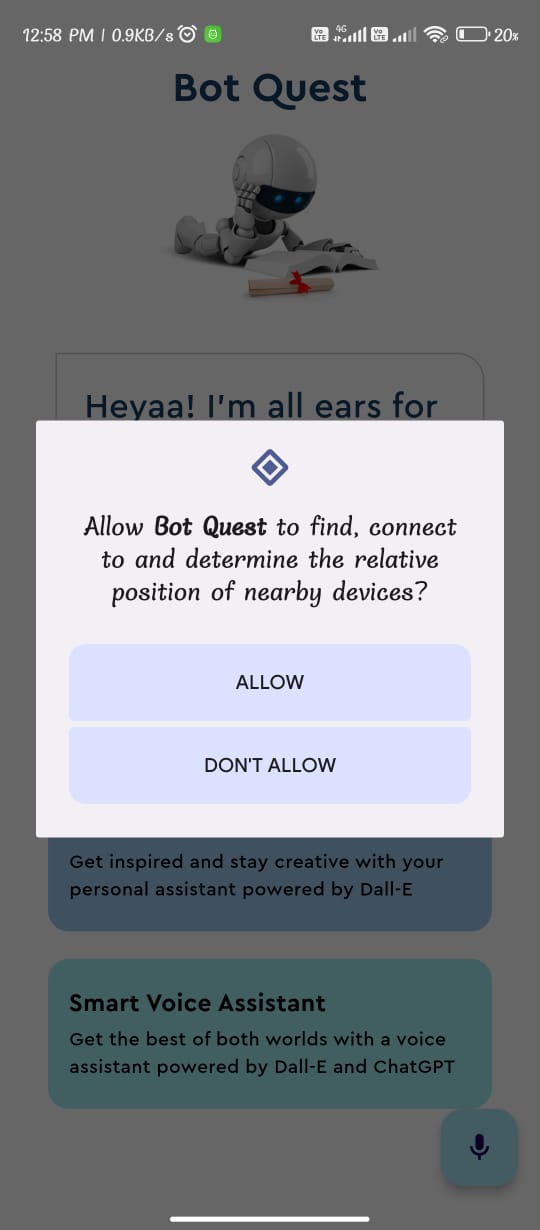 12:58 PM | 0.9KB/s
Vo LTE 4G Vo LTE 20%
Bot Quest
Heyaa! I'm all ears for
Allow Bot Quest to find, connect
to and determine the relative
position of nearby devices?
ALLOW
DON'T ALLOW
Get inspired and stay creative with your
personal assistant powered by Dall-E
Smart Voice Assistant
Get the best of both worlds with a voice
assistant powered by Dall-E and ChatGPT